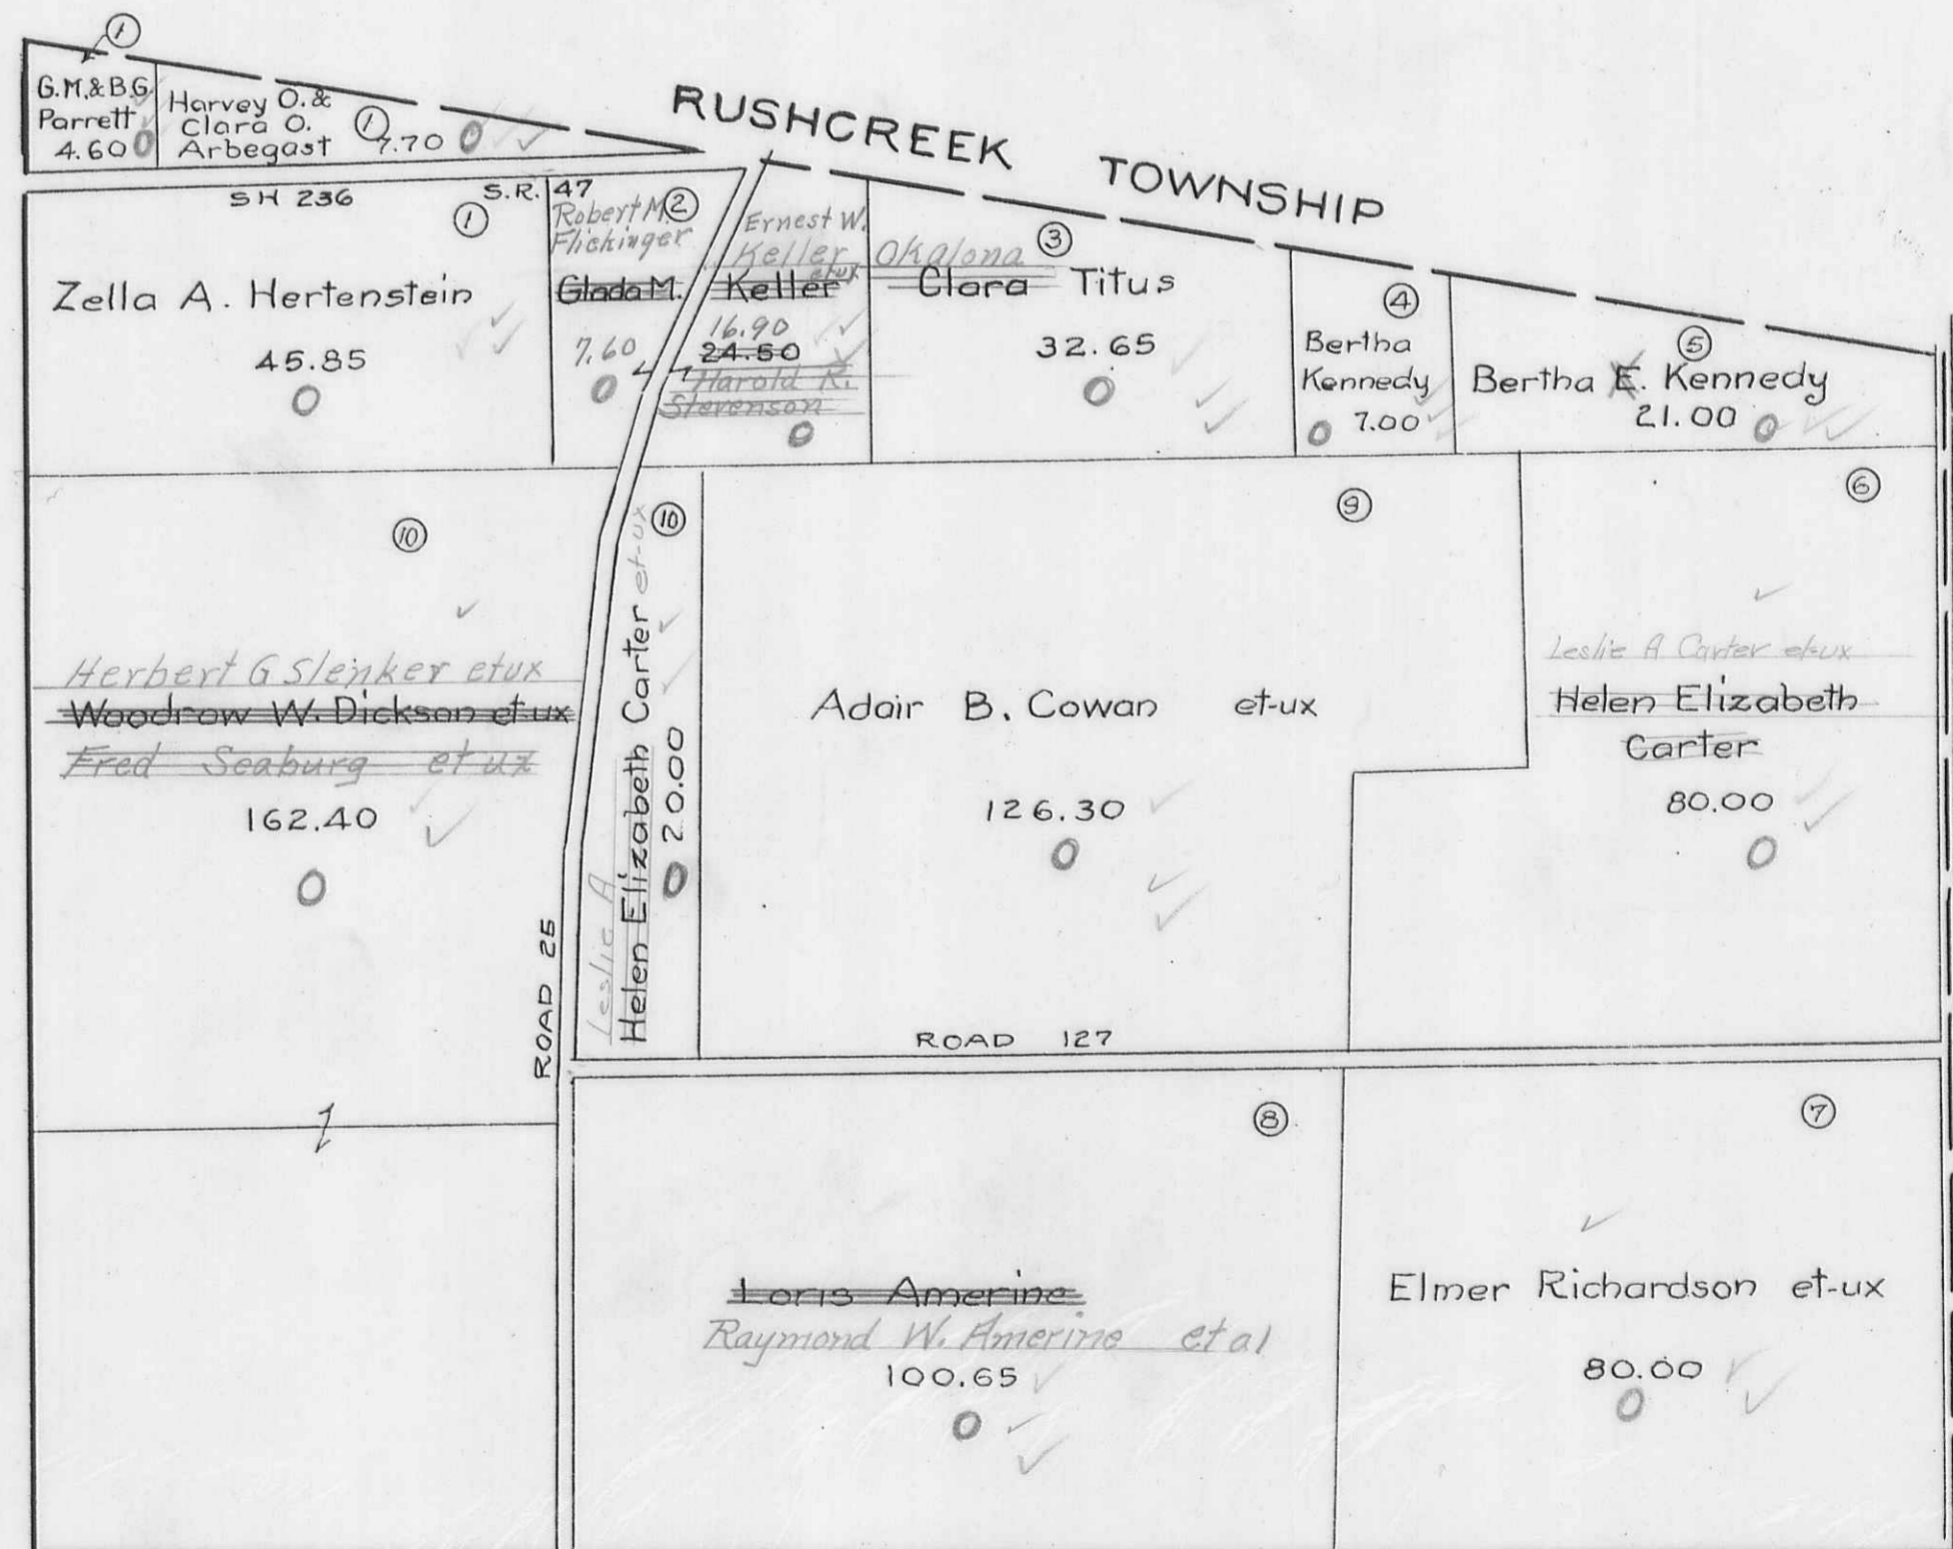 ①
G.M.&B.G.
Parrett
4.60
Harvey O. &
Clara O.
Arbegast
①
7.70
RUSHCREEK TOWNSHIP
SH 236
S.R. 47
①
Zella A. Hertenstein
45.85
②
Robert M.
Flickinger
Glada M.
7.60
Ernest W.
Keller
etux
Keller
16.90
24.50
Harold R.
Stevenson
③
Okalona
Clara Titus
32.65
④
Bertha
Kennedy
7.00
⑤
Bertha E. Kennedy
21.00
⑩
Herbert G Slenker etux
Woodrow W. Dickson et-ux
Fred Seaburg et ux
162.40
ROAD 25
⑩
Leslie A
Helen Elizabeth Carter et-ux
20.00
⑨
Adair B. Cowan et-ux
126.30
ROAD 127
⑥
Leslie A Carter et-ux
Helen Elizabeth
Carter
80.00
⑧
Loris Amerine
Raymond W. Amerine et al
100.65
⑦
Elmer Richardson et-ux
80.00